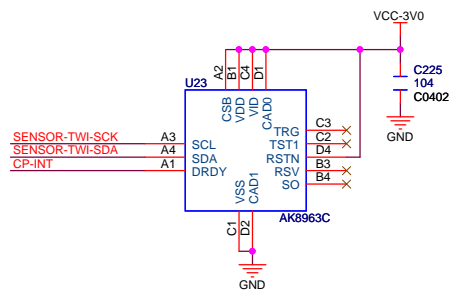 VCC-3V0
A2
B1
C4
D1
C225
104
C0402
GND
U23
CSB
VDD
VID
CAD0
SENSOR-TWI-SCK
A3
SCL
SENSOR-TWI-SDA
A4
SDA
CP-INT
A1
DRDY
TRG
C3
TST1
C2
RSTN
D4
RSV
B3
SO
B4
VSS
CAD1
AK8963C
C1
D2
GND